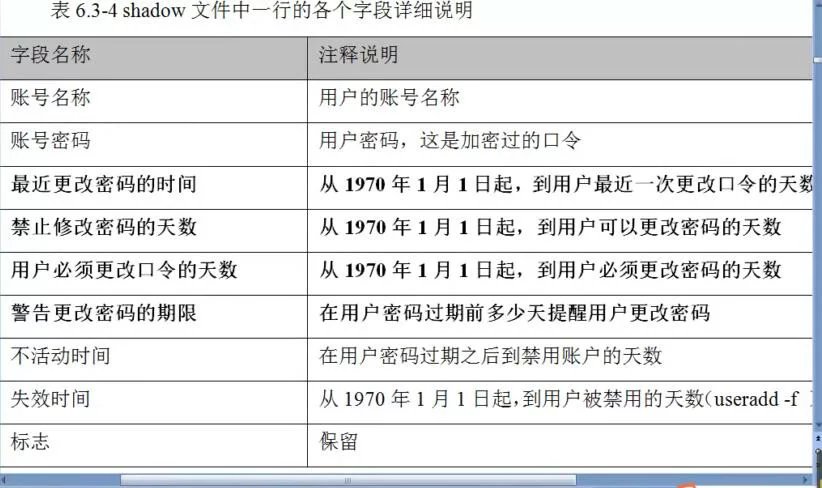 表 6.3-4 shadow 文件中一行的各个字段详细说明
字段名称 注释说明
账号名称 用户的账号名称
账号密码 用户密码，这是加密过的口令
最近更改密码的时间 从 1970 年 1 月 1 日起，到用户最近一次更改口令的天数
禁止修改密码的天数 从 1970 年 1 月 1 日起，到用户可以更改密码的天数
用户必须更改口令的天数 从 1970 年 1 月 1 日起，到用户必须更改密码的天数
警告更改密码的期限 在用户密码过期前多少天提醒用户更改密码
不活动时间 在用户密码过期之后到禁用账户的天数
失效时间 从 1970 年 1 月 1 日起，到用户被禁用的天数（useradd -f
标志 保留